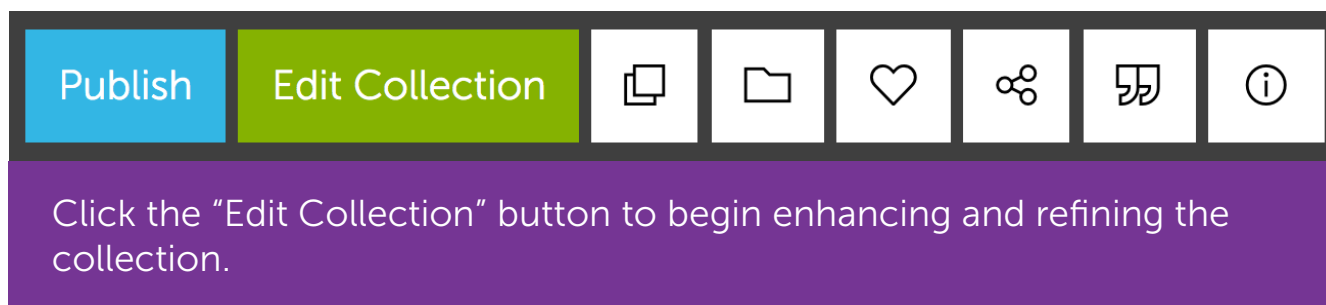 Publish Edit Collection
Click the “Edit Collection” button to begin enhancing and refining the
collection.